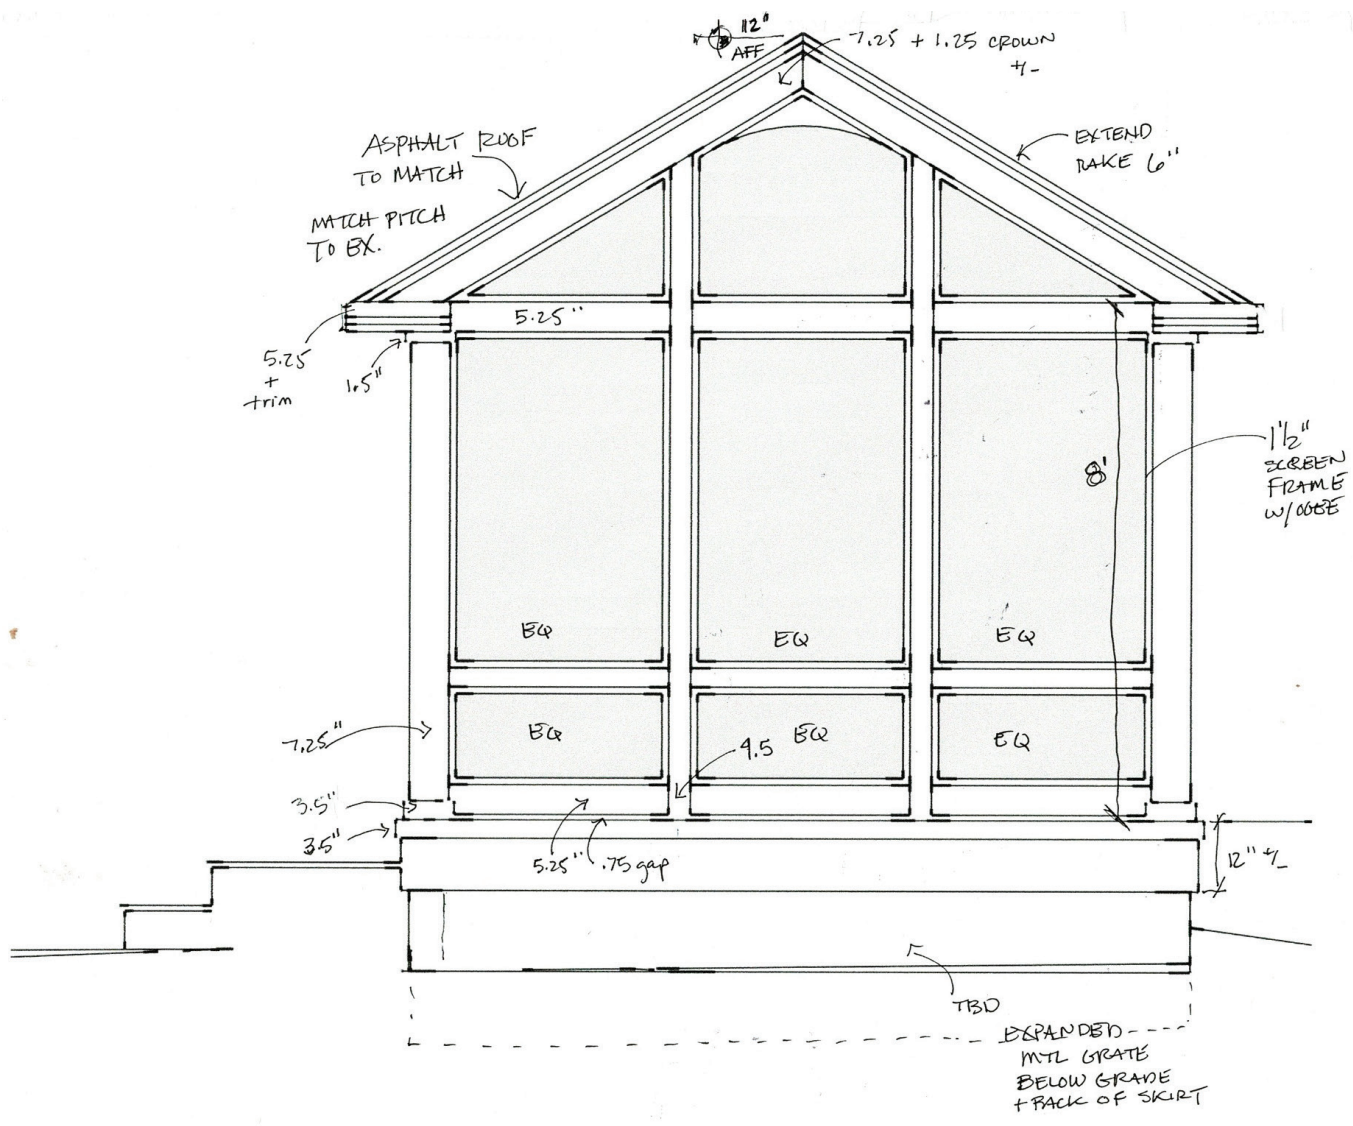 112"
AFF
7.25 + 1.25 CROWN
+/-
ASPHALT ROOF
TO MATCH
MATCH PITCH
TO EX.
EXTEND
RAKE 6"
5.25"
5.25
+
trim
1.5"
8'
1 1/2"
SCREEN
FRAME
W/OGEE
EQ
EQ
EQ
7.25"
EQ
4.5
EQ
EQ
3.5"
3.5"
5.25"
.75 gap
12" +/-
TBD
EXPANDED
MTL GRATE
BELOW GRADE
+ BACK OF SKIRT